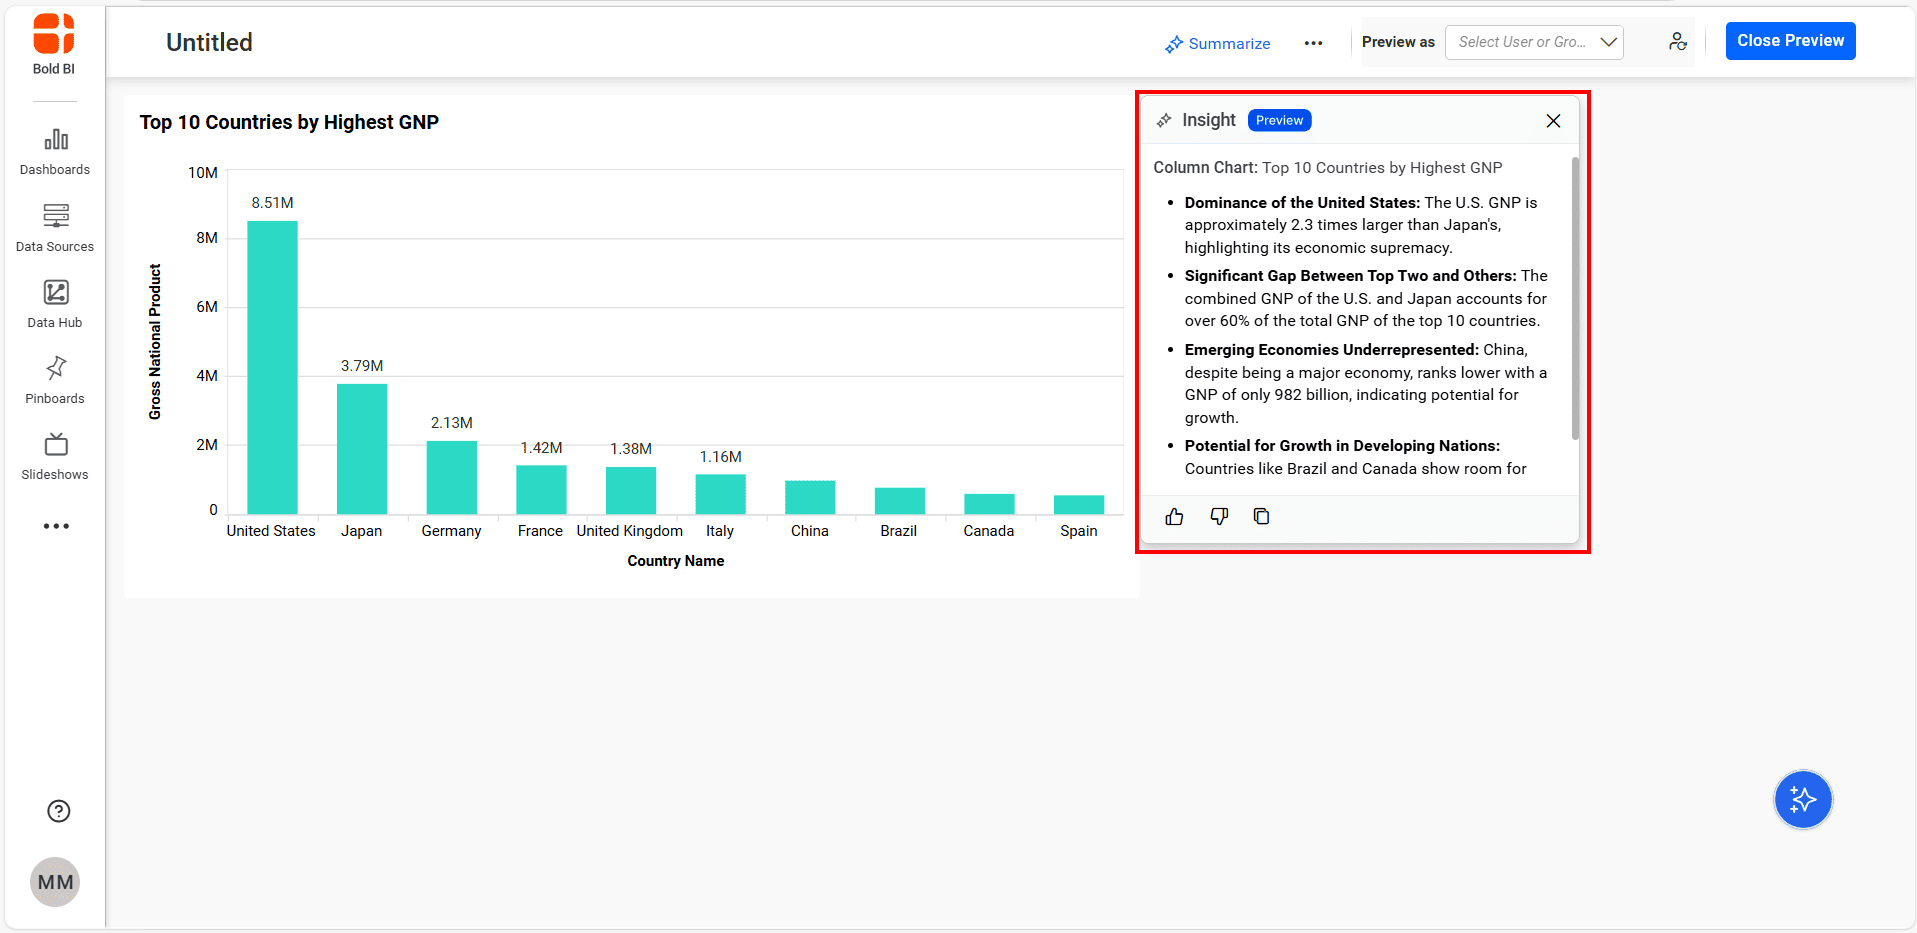 Bold BI
Dashboards
Data Sources
Data Hub
Pinboards
Slideshows
MM
Untitled
Summarize
Preview as
Select User or Gro...
Close Preview
Top 10 Countries by Highest GNP
Gross National Product
10M
8M
6M
4M
2M
0
8.51M
3.79M
2.13M
1.42M
1.38M
1.16M
United States
Japan
Germany
France
United Kingdom
Italy
China
Brazil
Canada
Spain
Country Name
Insight
Preview
Column Chart: Top 10 Countries by Highest GNP
• Dominance of the United States: The U.S. GNP is
approximately 2.3 times larger than Japan's,
highlighting its economic supremacy.
• Significant Gap Between Top Two and Others: The
combined GNP of the U.S. and Japan accounts for
over 60% of the total GNP of the top 10 countries.
• Emerging Economies Underrepresented: China,
despite being a major economy, ranks lower with a
GNP of only 982 billion, indicating potential for
growth.
• Potential for Growth in Developing Nations:
Countries like Brazil and Canada show room for